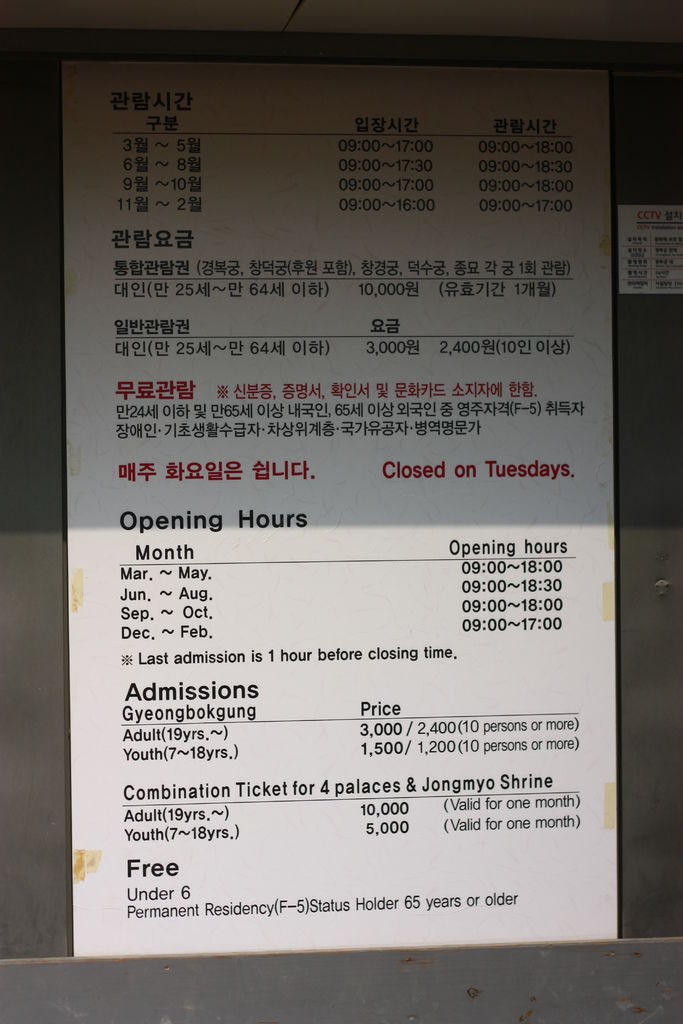 관람시간
구분 입장시간 관람시간
3월 ~ 5월 09:00~17:00 09:00~18:00
6월 ~ 8월 09:00~17:30 09:00~18:30
9월 ~10월 09:00~17:00 09:00~18:00
11월 ~ 2월 09:00~16:00 09:00~17:00
관람요금
통합관람권 (경복궁, 창덕궁(후원 포함), 창경궁, 덕수궁, 종묘 각 궁 1회 관람)
대인(만 25세~만 64세 이하) 10,000원 (유효기간 1개월)
일반관람권 요금
대인(만 25세~만 64세 이하) 3,000원 2,400원(10인 이상)
무료관람 ※ 신분증, 증명서, 확인서 및 문화카드 소지자에 한함.
만24세 이하 및 만65세 이상 내국인, 65세 이상 외국인 중 영주자격(F-5) 취득자
장애인·기초생활수급자·차상위계층·국가유공자·병역명문가
매주 화요일은 쉽니다. Closed on Tuesdays.
Opening Hours
Month Opening hours
Mar. ~ May. 09:00~18:00
Jun. ~ Aug. 09:00~18:30
Sep. ~ Oct. 09:00~18:00
Dec. ~ Feb. 09:00~17:00
※ Last admission is 1 hour before closing time.
Admissions
Gyeongbokgung Price
Adult(19yrs.~) 3,000 / 2,400(10 persons or more)
Youth(7~18yrs.) 1,500/ 1,200(10 persons or more)
Combination Ticket for 4 palaces & Jongmyo Shrine
Adult(19yrs.~) 10,000 (Valid for one month)
Youth(7~18yrs.) 5,000 (Valid for one month)
Free
Under 6
Permanent Residency(F-5)Status Holder 65 years or older
CCTV 설치
CCTV Installation